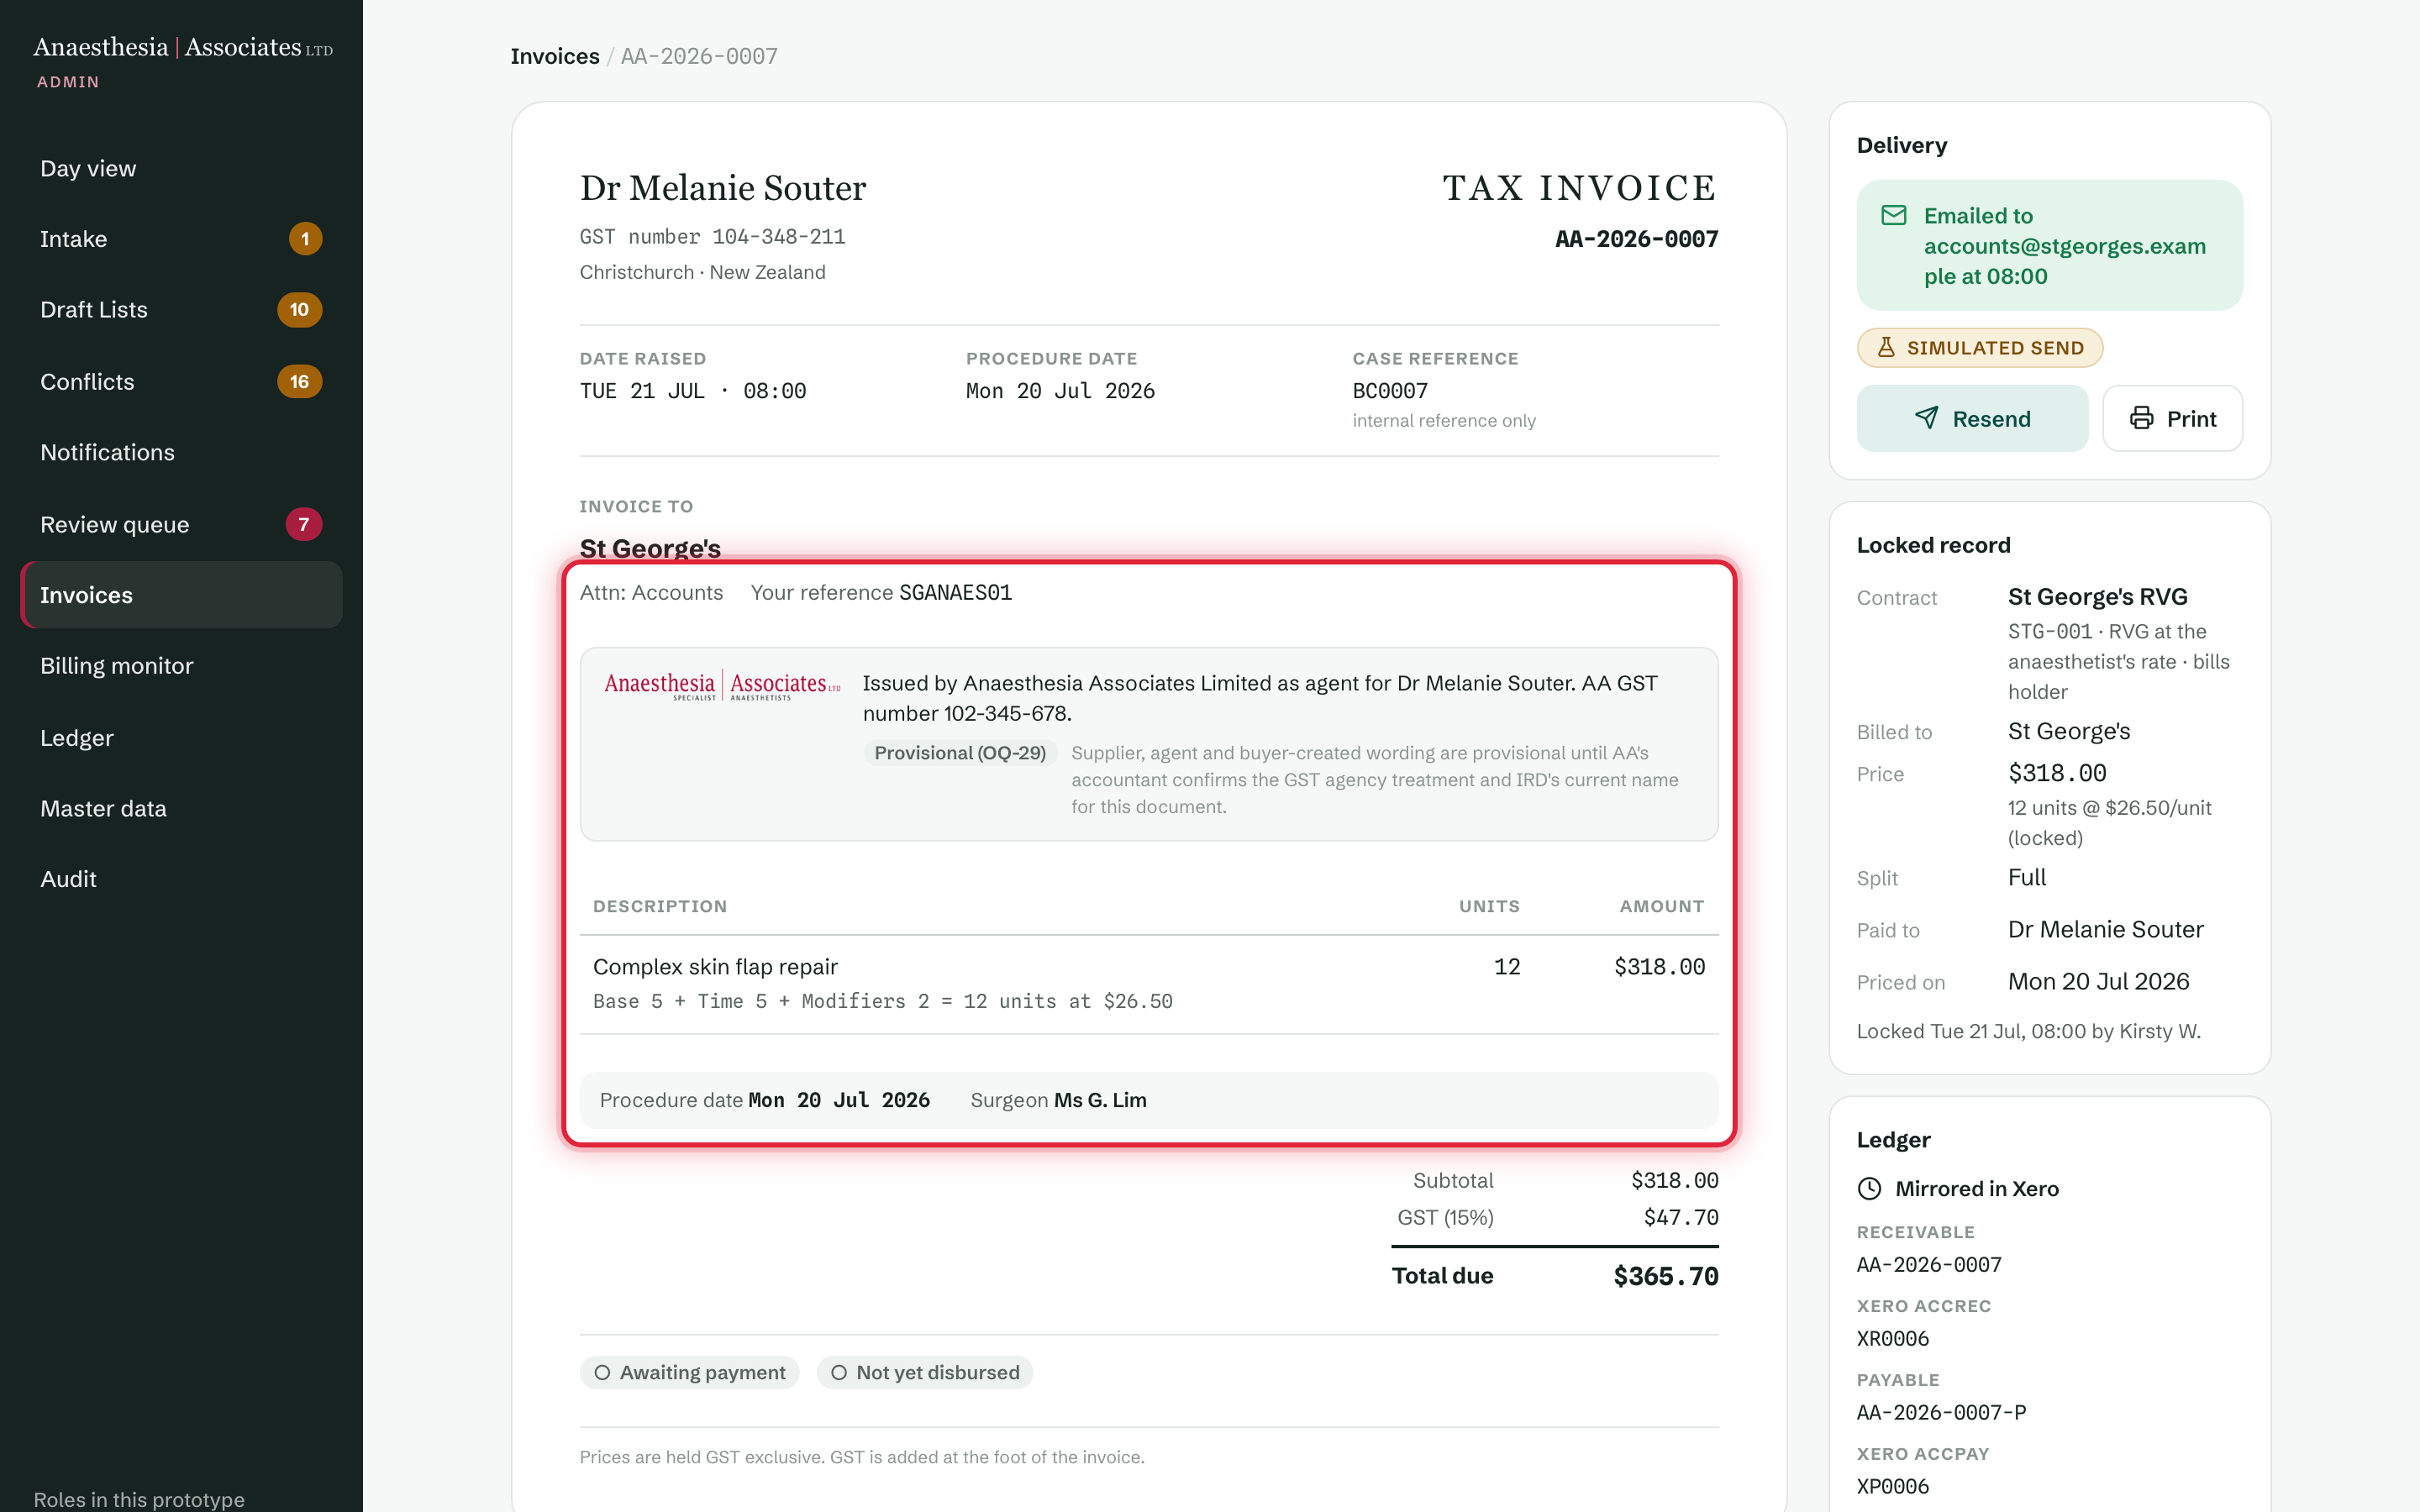 Anaesthesia | Associates LTD
ADMIN
Day view
Intake 1
Draft Lists 10
Conflicts 16
Notifications
Review queue 7
Invoices
Billing monitor
Ledger
Master data
Audit
Roles in this prototype
Invoices / AA-2026-0007
Dr Melanie Souter
GST number 104-348-211
Christchurch · New Zealand
TAX INVOICE
AA-2026-0007
DATE RAISED
TUE 21 JUL · 08:00
PROCEDURE DATE
Mon 20 Jul 2026
CASE REFERENCE
BC0007
internal reference only
INVOICE TO
St George's
Attn: Accounts Your reference SGANAES01
Anaesthesia | Associates LTD
SPECIALIST ANAESTHETISTS
Issued by Anaesthesia Associates Limited as agent for Dr Melanie Souter. AA GST
number 102-345-678.
Provisional (OQ-29)
Supplier, agent and buyer-created wording are provisional until AA's
accountant confirms the GST agency treatment and IRD's current name
for this document.
DESCRIPTION UNITS AMOUNT
Complex skin flap repair 12 $318.00
Base 5 + Time 5 + Modifiers 2 = 12 units at $26.50
Procedure date Mon 20 Jul 2026 Surgeon Ms G. Lim
Subtotal $318.00
GST (15%) $47.70
Total due $365.70
Awaiting payment Not yet disbursed
Prices are held GST exclusive. GST is added at the foot of the invoice.
Delivery
Emailed to
accounts@stgeorges.exam
ple at 08:00
SIMULATED SEND
Resend Print
Locked record
Contract St George's RVG
STG-001 · RVG at the
anaesthetist's rate · bills
holder
Billed to St George's
Price $318.00
12 units @ $26.50/unit
(locked)
Split Full
Paid to Dr Melanie Souter
Priced on Mon 20 Jul 2026
Locked Tue 21 Jul, 08:00 by Kirsty W.
Ledger
Mirrored in Xero
RECEIVABLE
AA-2026-0007
XERO ACCREC
XR0006
PAYABLE
AA-2026-0007-P
XERO ACCPAY
XP0006